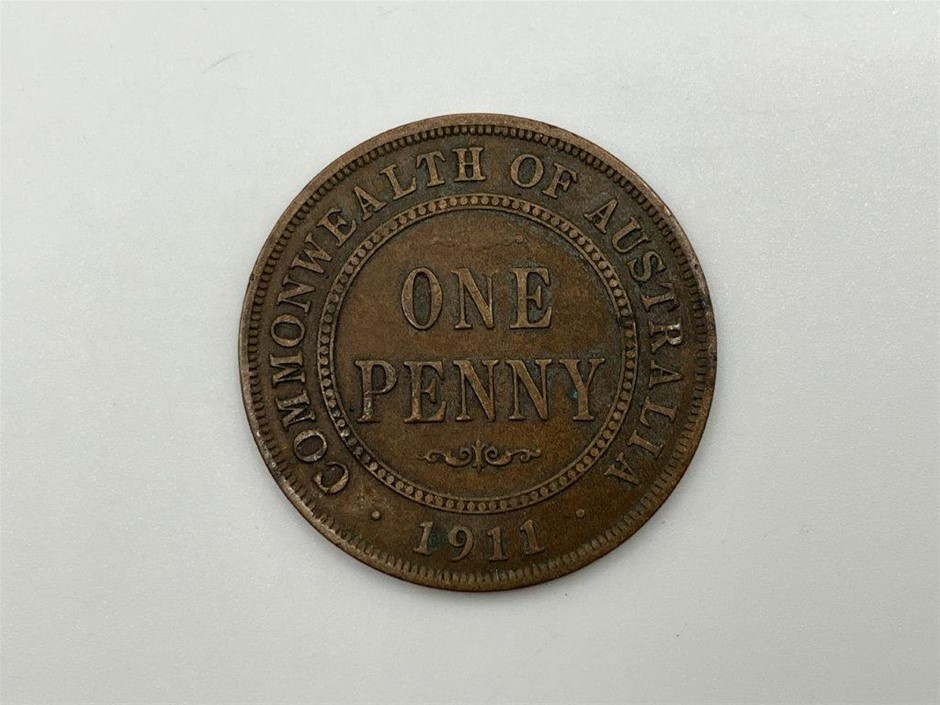 COMMONWEALTH OF AUSTRALIA
ONE
PENNY
· 1911 ·